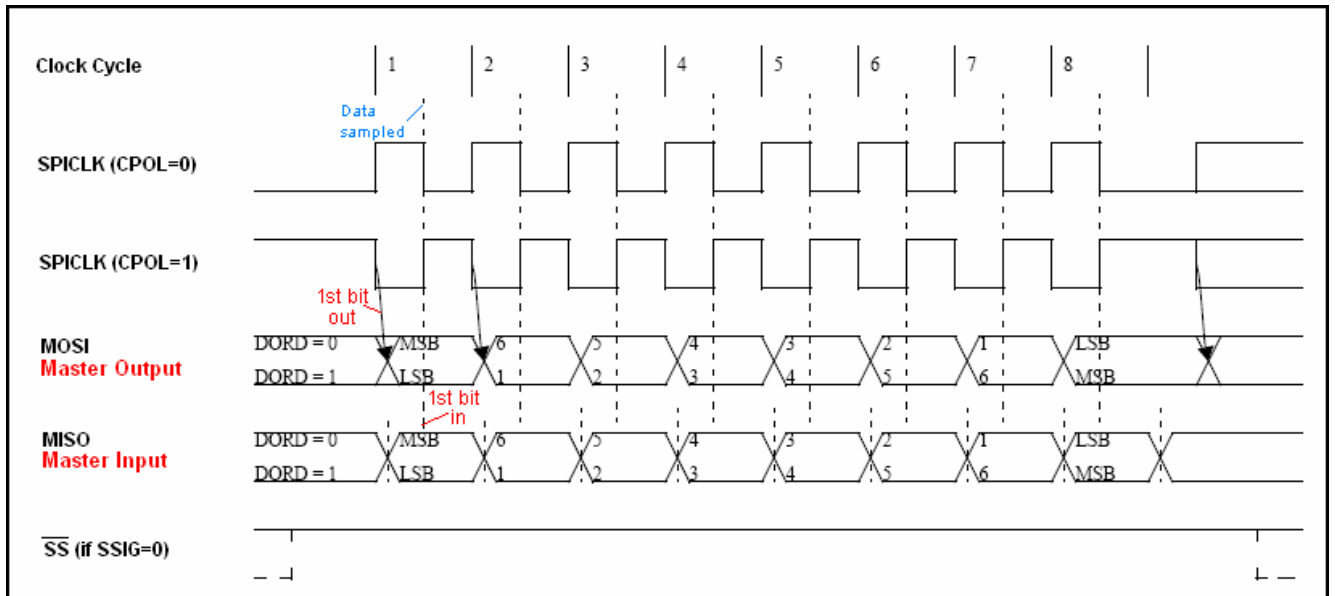 Clock Cycle 1 2 3 4 5 6 7 8
Data
sampled
SPICLK (CPOL=0)
SPICLK (CPOL=1)
1st bit
out
MOSI DORD = 0 MSB 6 5 4 3 2 1 LSB
Master Output DORD = 1 LSB 1 2 3 4 5 6 MSB
1st bit
in
MISO DORD = 0 MSB 6 5 4 3 2 1 LSB
Master Input DORD = 1 LSB 1 2 3 4 5 6 MSB
SS (if SSIG=0)